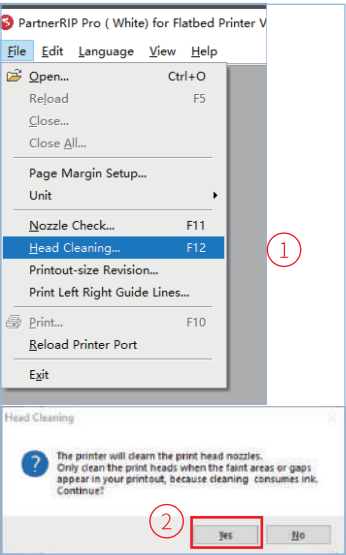 PartnerRIP Pro ( White) for Flatbed Printer V
File Edit Language View Help
Open... Ctrl+O
Reload F5
Close...
Close All...
Page Margin Setup...
Unit
Nozzle Check... F11
Head Cleaning... F12
1
Printout-size Revision...
Print Left Right Guide Lines...
Print... F10
Reload Printer Port
Exit
Head Cleaning
The printer will clearn the print head nozzles.
Only clean the print heads when the faint areas or gaps
appear in your printout, because cleaning consumes ink.
Continue?
2
Yes No